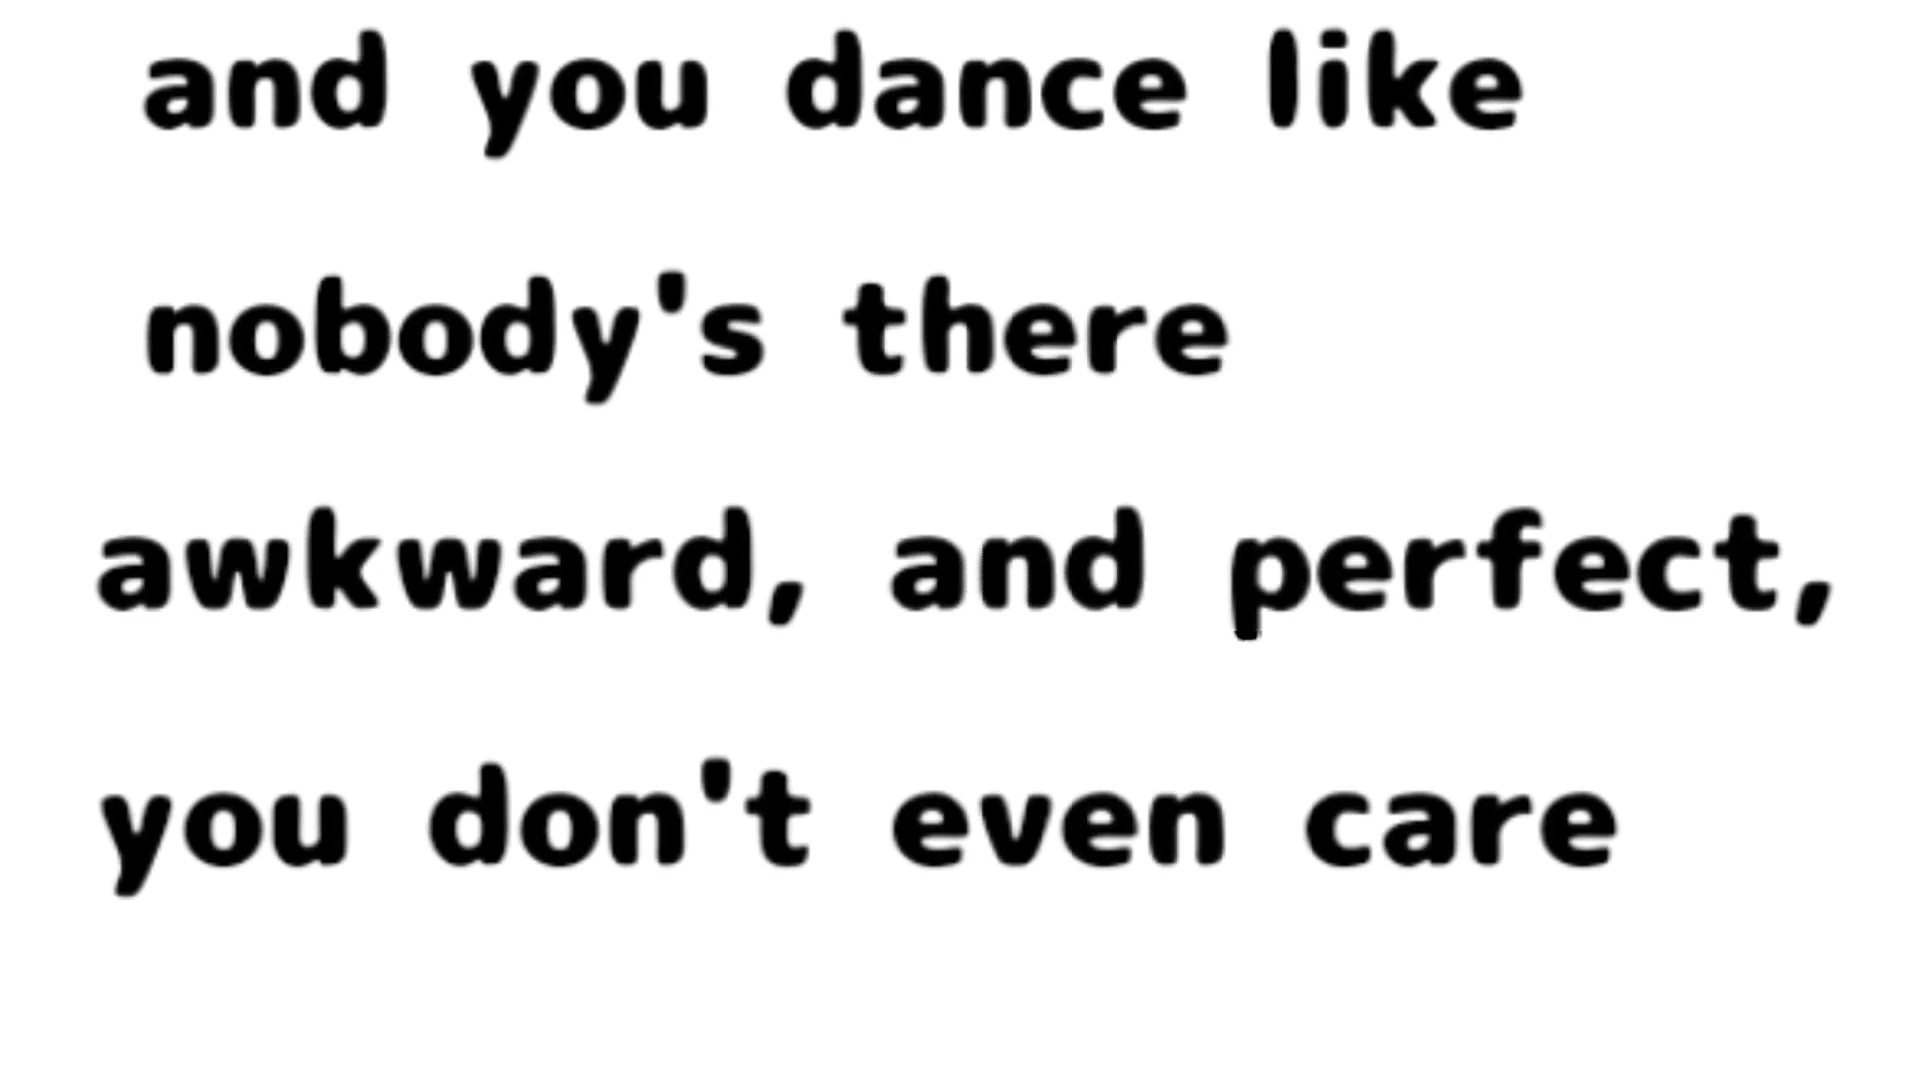 and you dance like
nobody's there
awkward, and perfect,
you don't even care